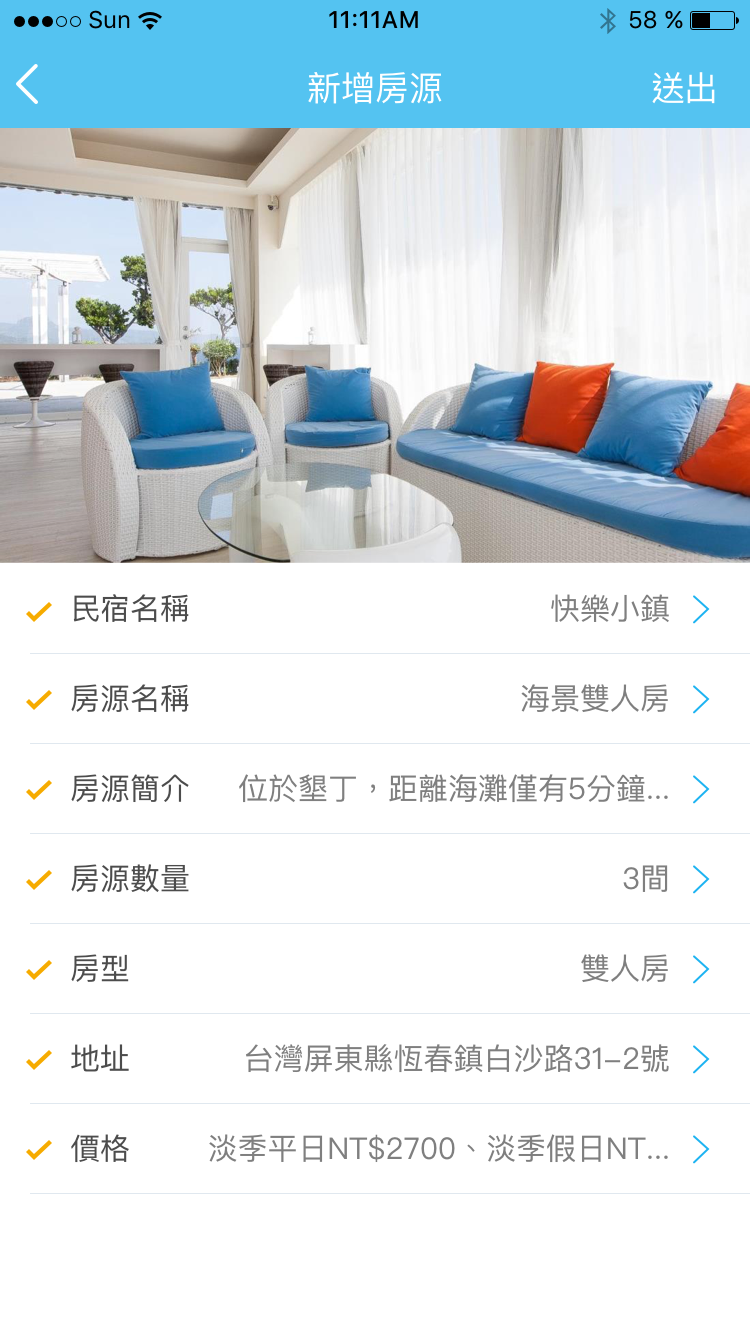 Sun 11:11AM 58 %
新增房源 送出
民宿名稱 快樂小鎮
房源名稱 海景雙人房
房源簡介 位於墾丁，距離海灘僅有5分鐘...
房源數量 3間
房型 雙人房
地址 台灣屏東縣恆春鎮白沙路31-2號
價格 淡季平日NT$2700、淡季假日NT...